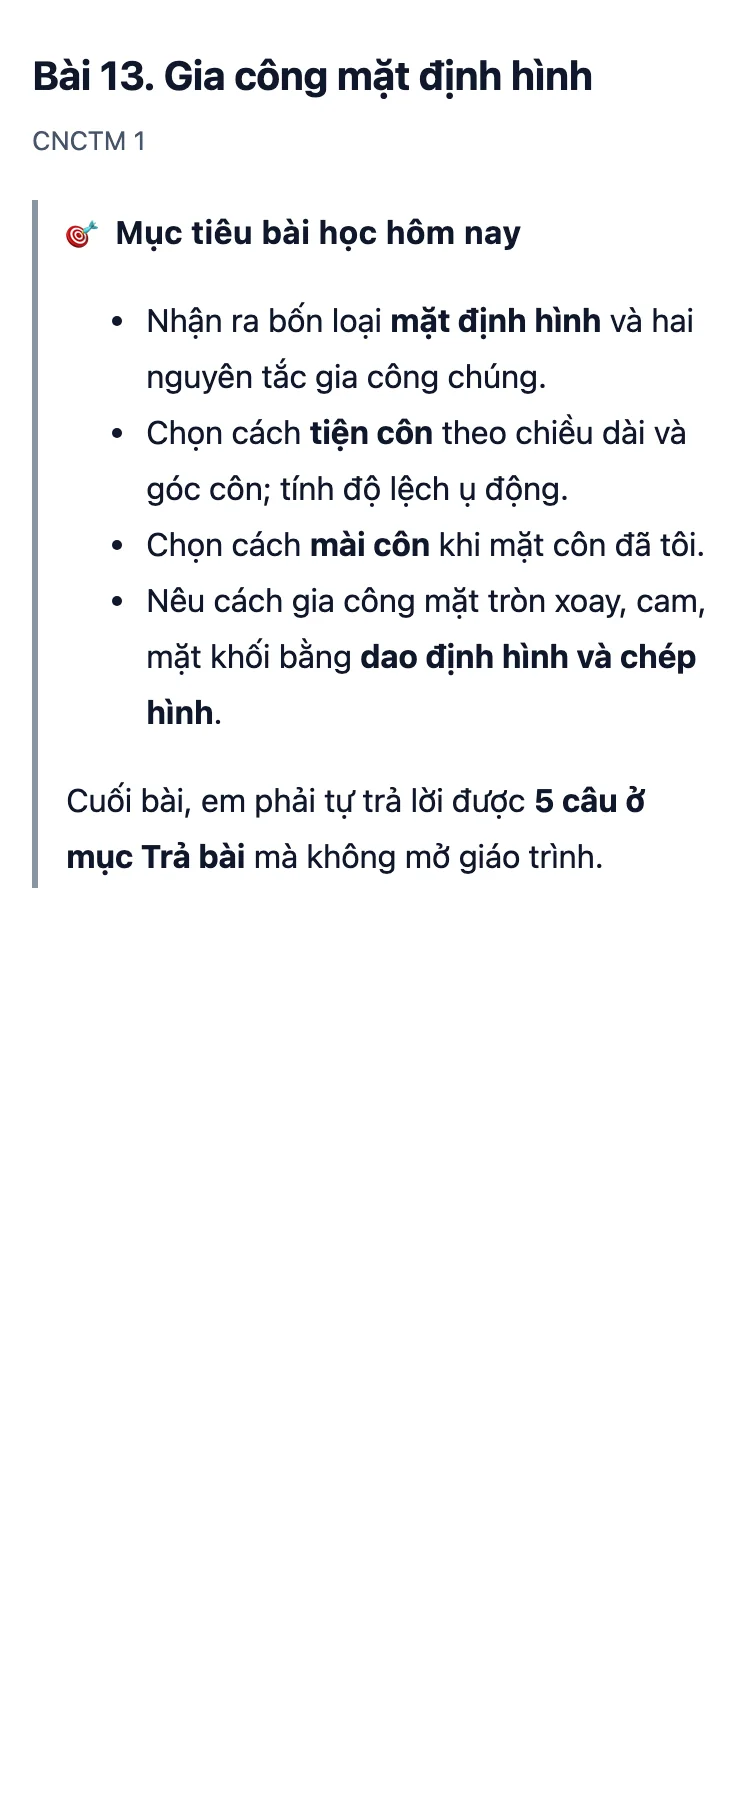 Bài 13. Gia công mặt định hình
CNCTM 1
🎯 Mục tiêu bài học hôm nay
• Nhận ra bốn loại mặt định hình và hai
nguyên tắc gia công chúng.
• Chọn cách tiện côn theo chiều dài và
góc côn; tính độ lệch ụ động.
• Chọn cách mài côn khi mặt côn đã tôi.
• Nêu cách gia công mặt tròn xoay, cam,
mặt khối bằng dao định hình và chép
hình.
Cuối bài, em phải tự trả lời được 5 câu ở
mục Trả bài mà không mở giáo trình.